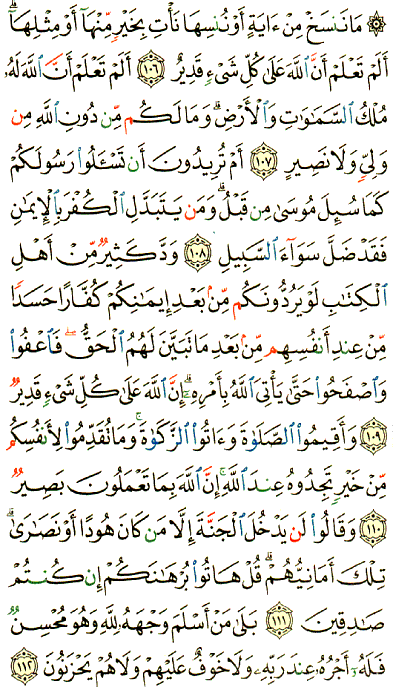 ۞ مَا نَنسَخْ مِنْ ءَايَةٍ أَوْ نُنسِهَا نَأْتِ بِخَيْرٍ مِّنْهَآ أَوْ مِثْلِهَآۗ
أَلَمْ تَعْلَمْ أَنَّ ٱللَّهَ عَلَىٰ كُلِّ شَىْءٍ قَدِيرٌ ١٠٦ أَلَمْ تَعْلَمْ أَنَّ ٱللَّهَ لَهُۥ
مُلْكُ ٱلسَّمَٰوَٰتِ وَٱلْأَرْضِۗ وَمَا لَكُم مِّن دُونِ ٱللَّهِ مِن
وَلِىٍّ وَلَا نَصِيرٍ ١٠٧ أَمْ تُرِيدُونَ أَن تَسْـَٔلُوا۟ رَسُولَكُمْ
كَمَا سُئِلَ مُوسَىٰ مِن قَبْلُۗ وَمَن يَتَبَدَّلِ ٱلْكُفْرَ بِٱلْإِيمَٰنِ
فَقَدْ ضَلَّ سَوَآءَ ٱلسَّبِيلِ ١٠٨ وَدَّ كَثِيرٌ مِّنْ أَهْلِ
ٱلْكِتَٰبِ لَوْ يَرُدُّونَكُم مِّنۢ بَعْدِ إِيمَٰنِكُمْ كُفَّارًا حَسَدًا
مِّنْ عِندِ أَنفُسِهِم مِّنۢ بَعْدِ مَا تَبَيَّنَ لَهُمُ ٱلْحَقُّۖ فَٱعْفُوا۟
وَٱصْفَحُوا۟ حَتَّىٰ يَأْتِىَ ٱللَّهُ بِأَمْرِهِۦٓۗ إِنَّ ٱللَّهَ عَلَىٰ كُلِّ شَىْءٍ قَدِيرٌ
١٠٩ وَأَقِيمُوا۟ ٱلصَّلَوٰةَ وَءَاتُوا۟ ٱلزَّكَوٰةَۚ وَمَا تُقَدِّمُوا۟ لِأَنفُسِكُم
مِّنْ خَيْرٍ تَجِدُوهُ عِندَ ٱللَّهِۗ إِنَّ ٱللَّهَ بِمَا تَعْمَلُونَ بَصِيرٌ
١١٠ وَقَالُوا۟ لَن يَدْخُلَ ٱلْجَنَّةَ إِلَّا مَن كَانَ هُودًا أَوْ نَصَٰرَىٰۗ
تِلْكَ أَمَانِيُّهُمْۗ قُلْ هَاتُوا۟ بُرْهَٰنَكُمْ إِن كُنتُمْ
صَٰدِقِينَ ١١١ بَلَىٰ مَنْ أَسْلَمَ وَجْهَهُۥ لِلَّهِ وَهُوَ مُحْسِنٌ
فَلَهُۥٓ أَجْرُهُۥ عِندَ رَبِّهِۦ وَلَا خَوْفٌ عَلَيْهِمْ وَلَا هُمْ يَحْزَنُونَ ١١٢